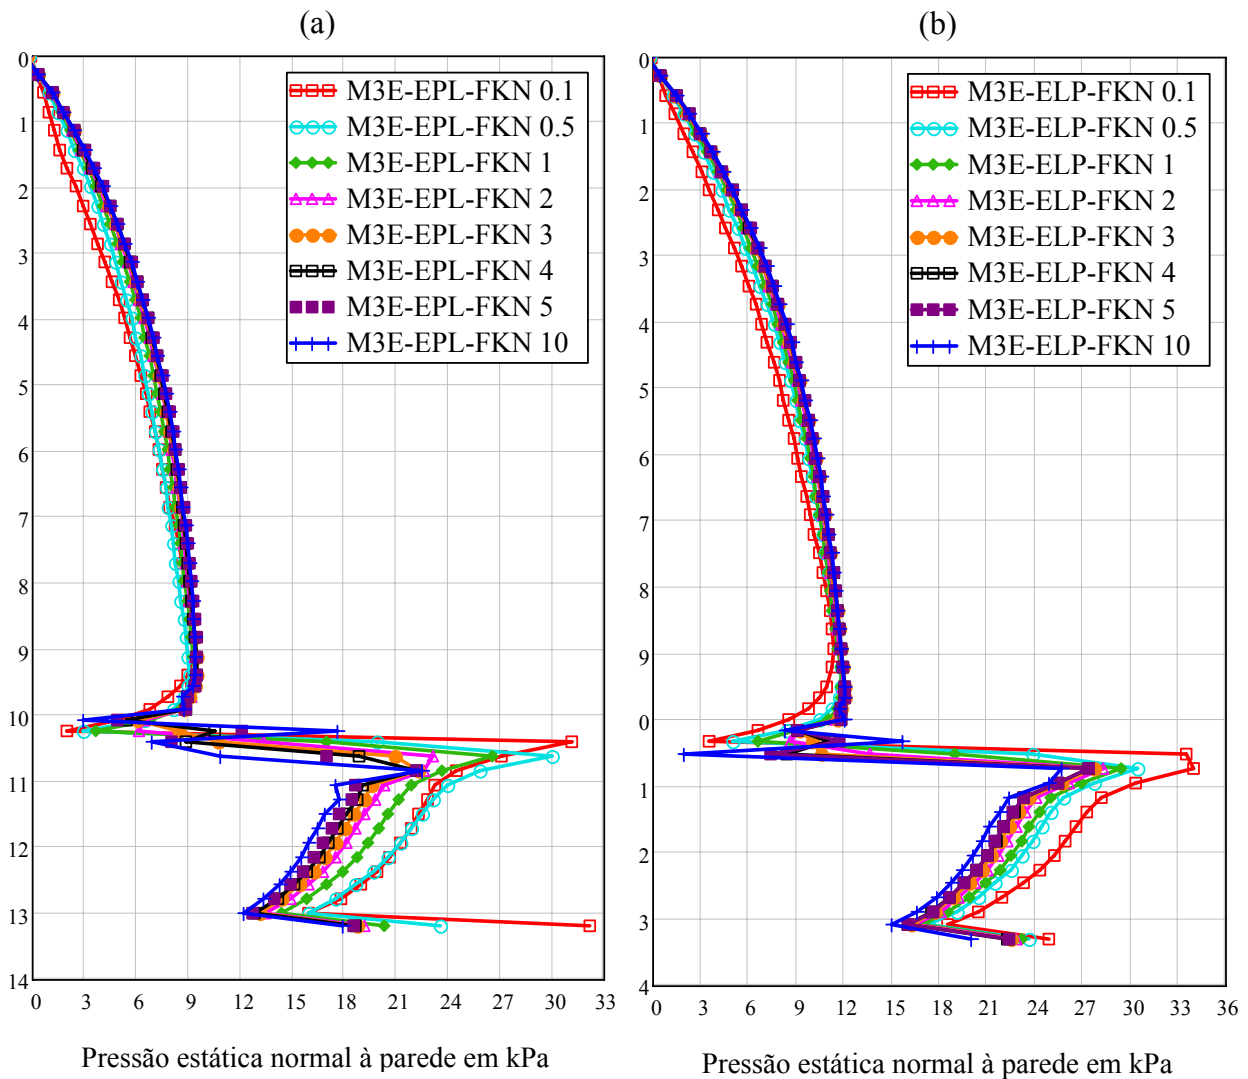 (a)
(b)
M3E-EPL-FKN 0.1
M3E-EPL-FKN 0.5
M3E-EPL-FKN 1
M3E-EPL-FKN 2
M3E-EPL-FKN 3
M3E-EPL-FKN 4
M3E-EPL-FKN 5
M3E-EPL-FKN 10
0
1
2
3
4
5
6
7
8
9
10
11
12
13
14
0 3 6 9 12 15 18 21 24 27 30 33
Pressão estática normal à parede em kPa
M3E-ELP-FKN 0.1
M3E-ELP-FKN 0.5
M3E-ELP-FKN 1
M3E-ELP-FKN 2
M3E-ELP-FKN 3
M3E-ELP-FKN 4
M3E-ELP-FKN 5
M3E-ELP-FKN 10
0
1
2
3
4
5
6
7
8
9
0
1
2
3
4
0 3 6 9 12 15 18 21 24 27 30 33 36
Pressão estática normal à parede em kPa